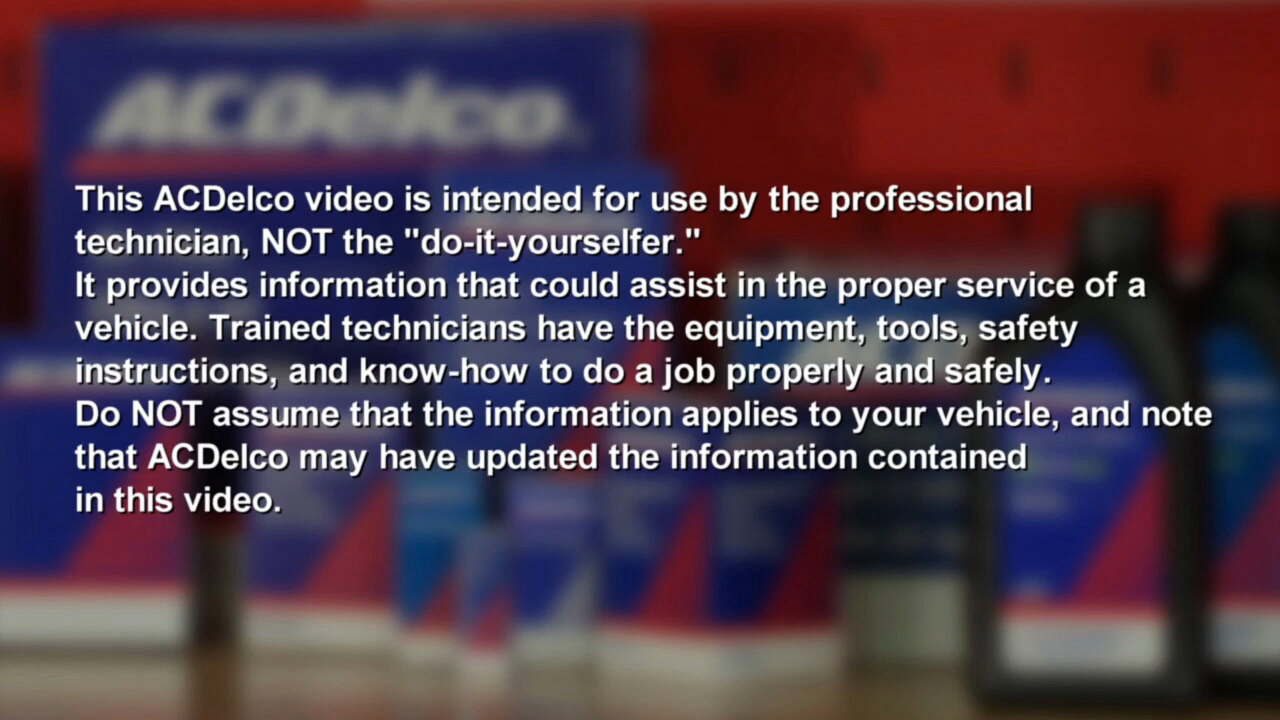 ACDelco
This ACDelco video is intended for use by the professional
technician, NOT the "do-it-yourselfer."
It provides information that could assist in the proper service of a
vehicle. Trained technicians have the equipment, tools, safety
instructions, and know-how to do a job properly and safely.
Do NOT assume that the information applies to your vehicle, and note
that ACDelco may have updated the information contained
in this video.